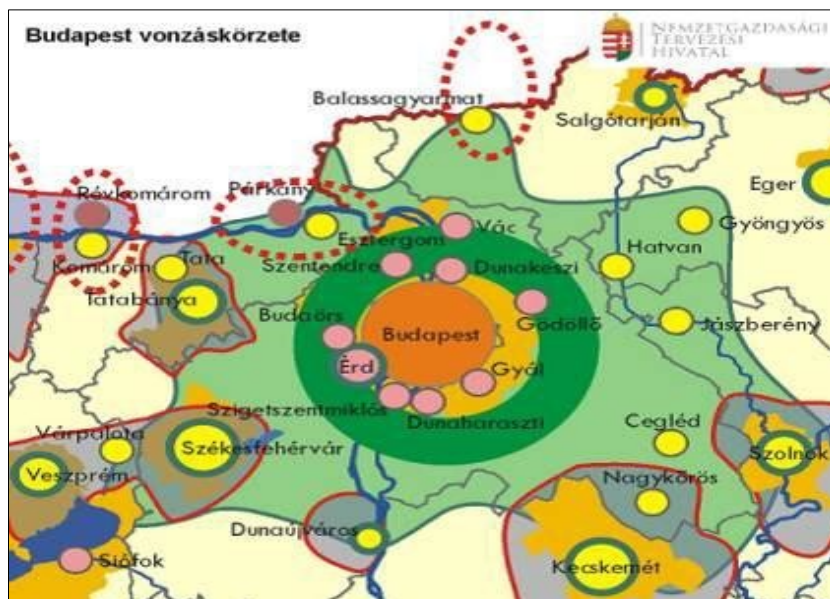 Budapest vonzáskörzete
NEMZETGAZDASÁGI
TERVEZÉSI
HIVATAL
Balassagyarmat
Salgótarján
Eger
Révkomárom
Párkány
Gyöngyös
Vác
Esztergom
Hatvan
Komárom
Tata
Szentendre
Dunakeszi
Tatabánya
Budaörs
Budapest
Gödöllő
Jászberény
Érd
Gyál
Szigetszentmiklós
Dunaharaszti
Cegléd
Várpalota
Székesfehérvár
Szolnok
Veszprém
Nagykőrös
Dunaújváros
Siófok
Kecskemét